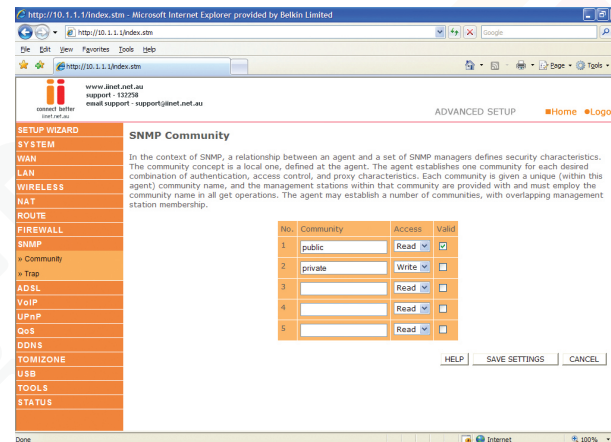 http://10.1.1.1/index.stm - Microsoft Internet Explorer provided by Belkin Limited
http://10.1.1.1/index.stm
Google
File Edit View Favorites Tools Help
http://10.1.1.1/index.stm
Page Tools
www.iinet.net.au
support - 132258
email support - support@iinet.net.au
connect better
iinet.net.au
ADVANCED SETUP Home Logo
SETUP WIZARD
SYSTEM
WAN
LAN
WIRELESS
NAT
ROUTE
FIREWALL
SNMP
» Community
» Trap
ADSL
VoIP
UPnP
QoS
DDNS
TOMIZONE
USB
TOOLS
STATUS
SNMP Community
In the context of SNMP, a relationship between an agent and a set of SNMP managers defines security characteristics.
The community concept is a local one, defined at the agent. The agent establishes one community for each desired
combination of authentication, access control, and proxy characteristics. Each community is given a unique (within this
agent) community name, and the management stations within that community are provided with and must employ the
community name in all get operations. The agent may establish a number of communities, with overlapping management
station membership.
No. Community Access Valid
1 public Read
2 private Write
3 Read
4 Read
5 Read
HELP SAVE SETTINGS CANCEL
Done Internet 100%